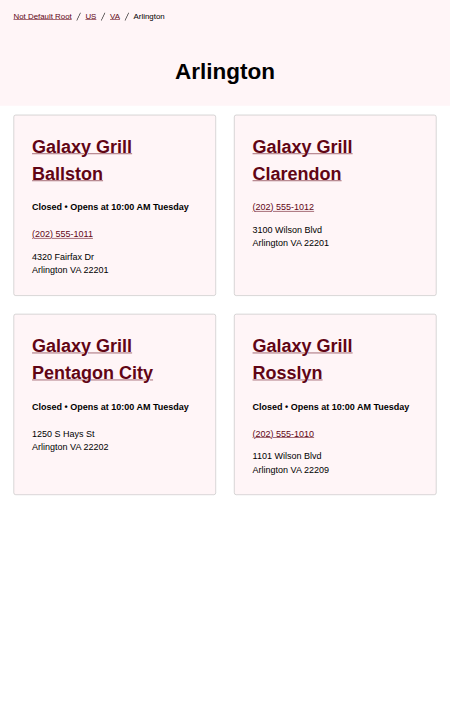 Not Default Root / US / VA / Arlington
Arlington
Galaxy Grill
Ballston
Closed • Opens at 10:00 AM Tuesday
(202) 555-1011
4320 Fairfax Dr
Arlington VA 22201
Galaxy Grill
Clarendon
(202) 555-1012
3100 Wilson Blvd
Arlington VA 22201
Galaxy Grill
Pentagon City
Closed • Opens at 10:00 AM Tuesday
1250 S Hays St
Arlington VA 22202
Galaxy Grill
Rosslyn
Closed • Opens at 10:00 AM Tuesday
(202) 555-1010
1101 Wilson Blvd
Arlington VA 22209